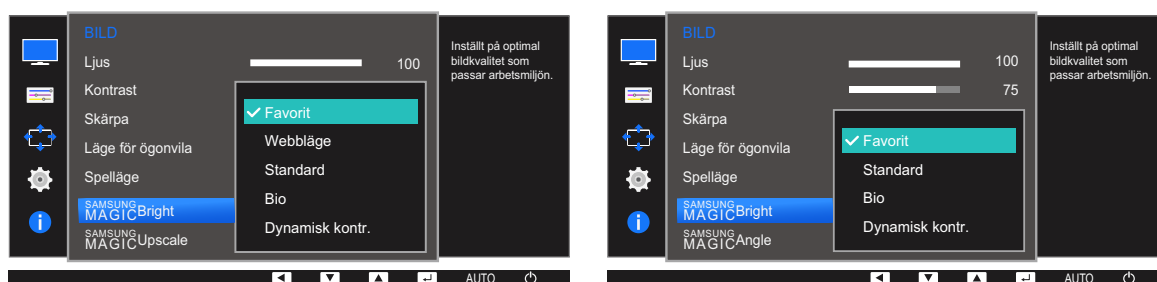 BILD
Ljus
100
Kontrast
Skärpa
Läge för ögonvila
Spelläge
SAMSUNG
MAGICBright
SAMSUNG
MAGICUpscale
Favorit
Webbläge
Standard
Bio
Dynamisk kontr.
Inställt på optimal
bildkvalitet som
passar arbetsmiljön.
AUTO
BILD
Ljus
100
Kontrast
75
Skärpa
Läge för ögonvila
Spelläge
SAMSUNG
MAGICBright
SAMSUNG
MAGICAngle
Favorit
Standard
Bio
Dynamisk kontr.
Inställt på optimal
bildkvalitet som
passar arbetsmiljön.
AUTO